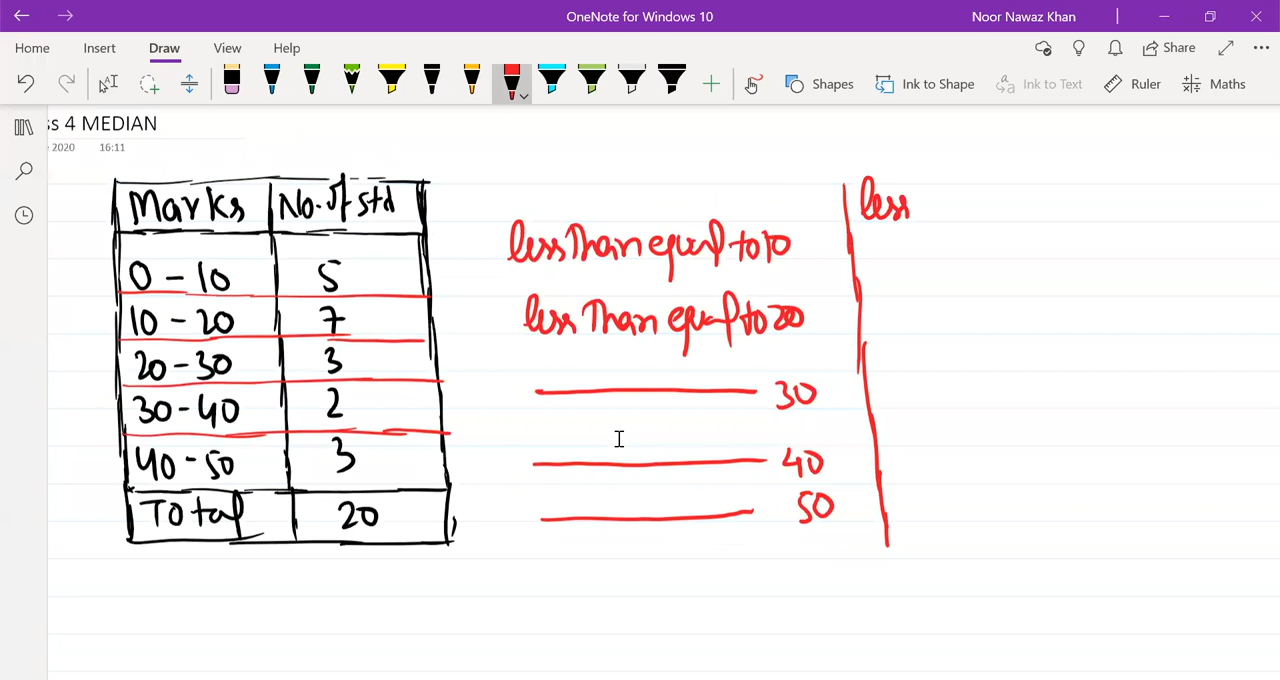 OneNote for Windows 10
Noor Nawaz Khan
Home Insert Draw View Help
Share
Shapes Ink to Shape Ink to Text Ruler Maths
ss 4 MEDIAN
2020 16:11
Marks No. of std
0 - 10 5
10 - 20 7
20 - 30 3
30 - 40 2
40 - 50 3
Total 20
less Than equal to 10
less Than equal to 20
30
40
50
less